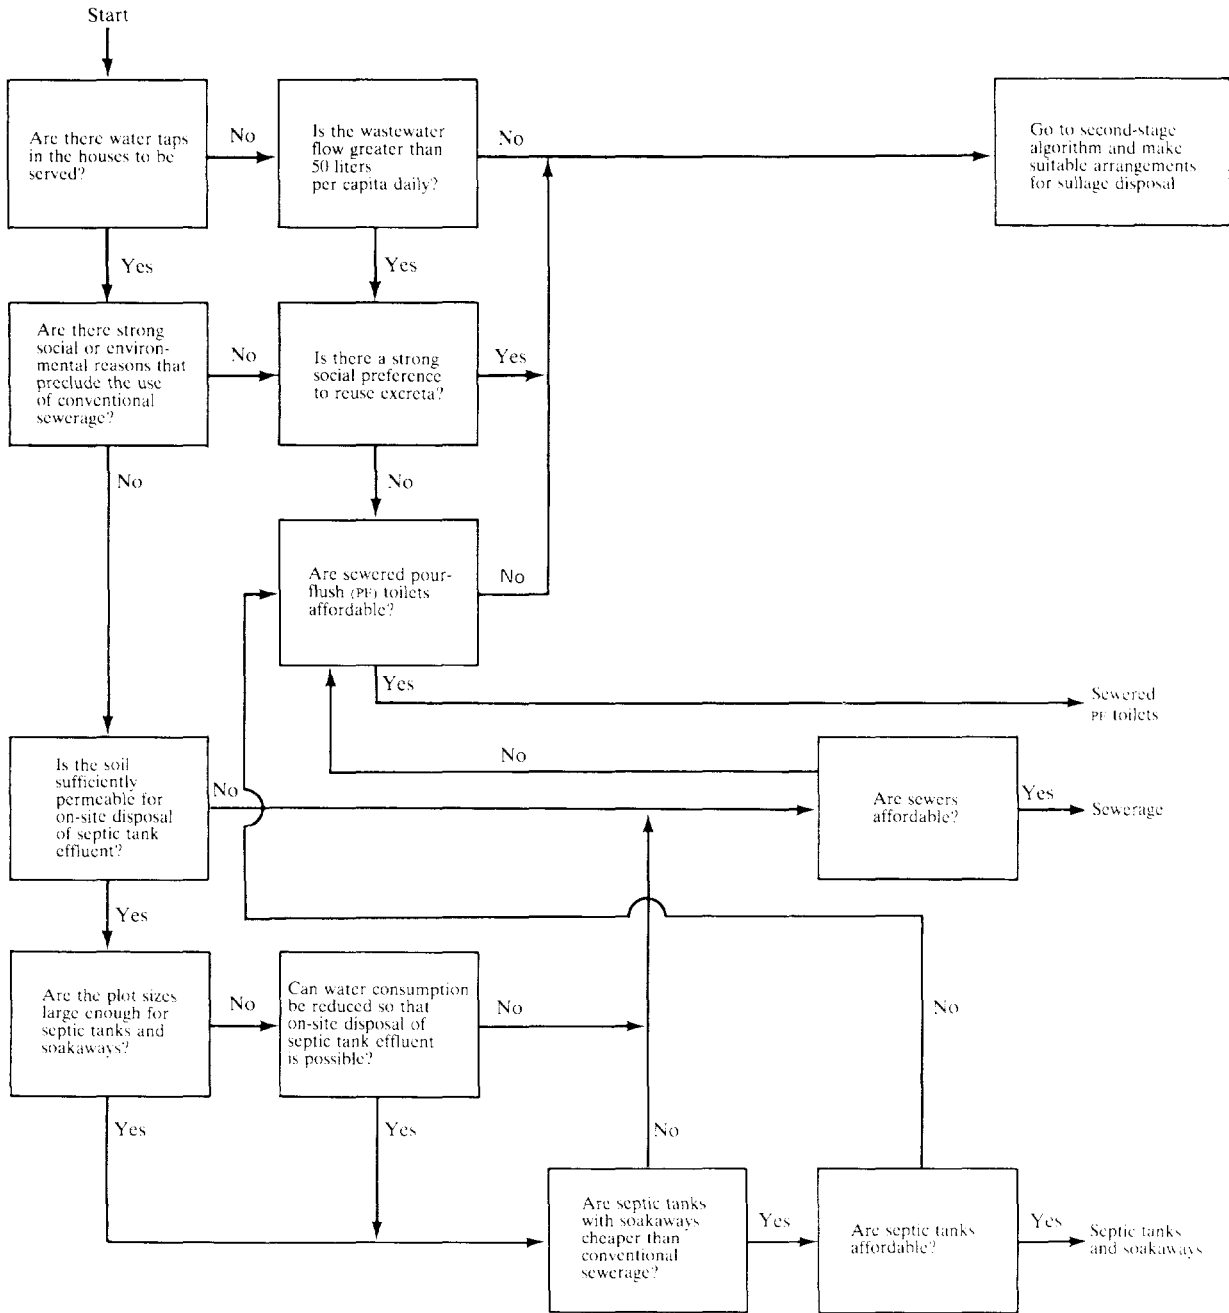 Start
Are there water taps
in the houses to be
served?
No
Is the wastewater
flow greater than
50 liters
per capita daily?
No
Go to second-stage
algorithm and make
suitable arrangements
for sullage disposal
Yes
Yes
Are there strong
social or environ-
mental reasons that
preclude the use
of conventional
sewerage?
No
Is there a strong
social preference
to reuse excreta?
Yes
No
No
Are sewered pour-
flush (PF) toilets
affordable?
No
Yes
Sewered
PF toilets
Is the soil
sufficiently
permeable for
on-site disposal
of septic tank
effluent?
No
No
Are sewers
affordable?
Yes
Sewerage
Yes
Are the plot sizes
large enough for
septic tanks and
soakaways?
No
Can water consumption
be reduced so that
on-site disposal of
septic tank effluent
is possible?
No
No
Yes
Yes
No
Are septic tanks
with soakaways
cheaper than
conventional
sewerage?
Yes
Are septic tanks
affordable?
Yes
Septic tanks
and soakaways